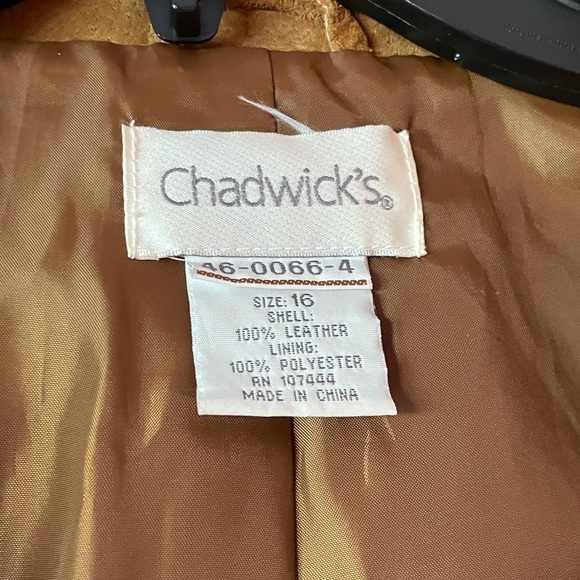 Chadwick's®
46-0066-4
SIZE: 16
SHELL:
100% LEATHER
LINING:
100% POLYESTER
RN 107444
MADE IN CHINA